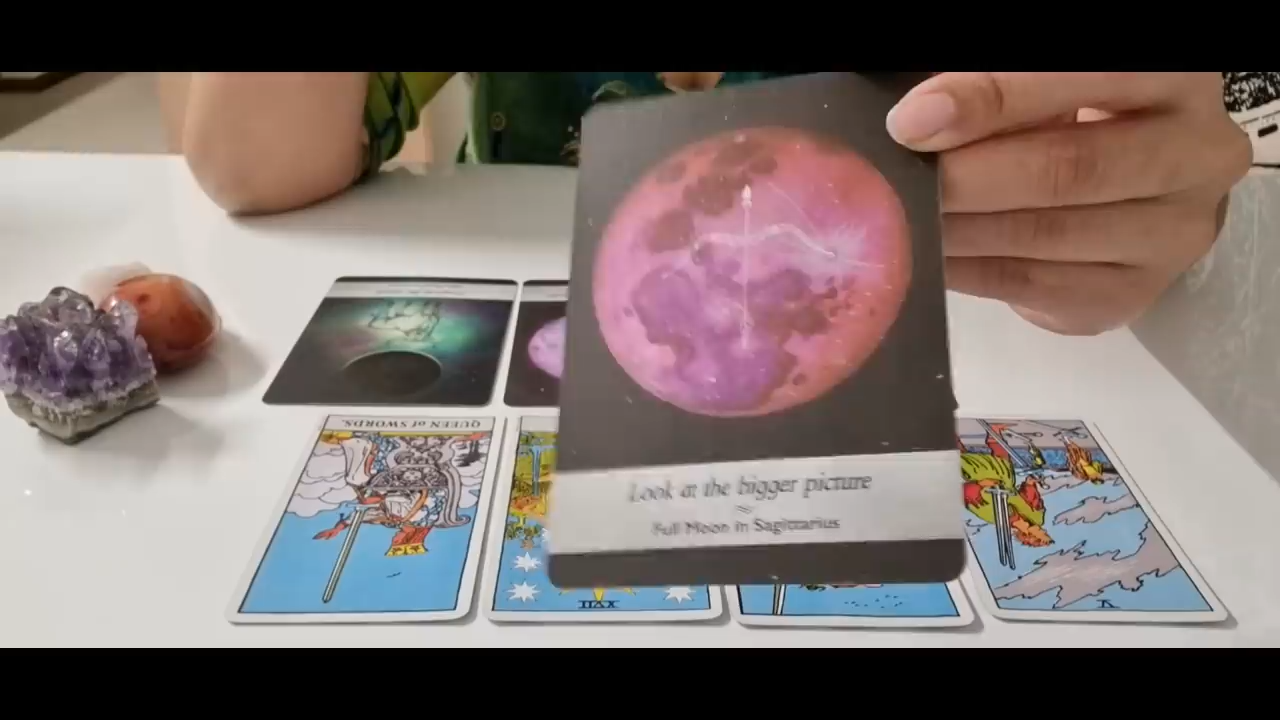 QUEEN of SWORDS.
Look at the bigger picture
Full Moon in Sagittarius
XVII
V